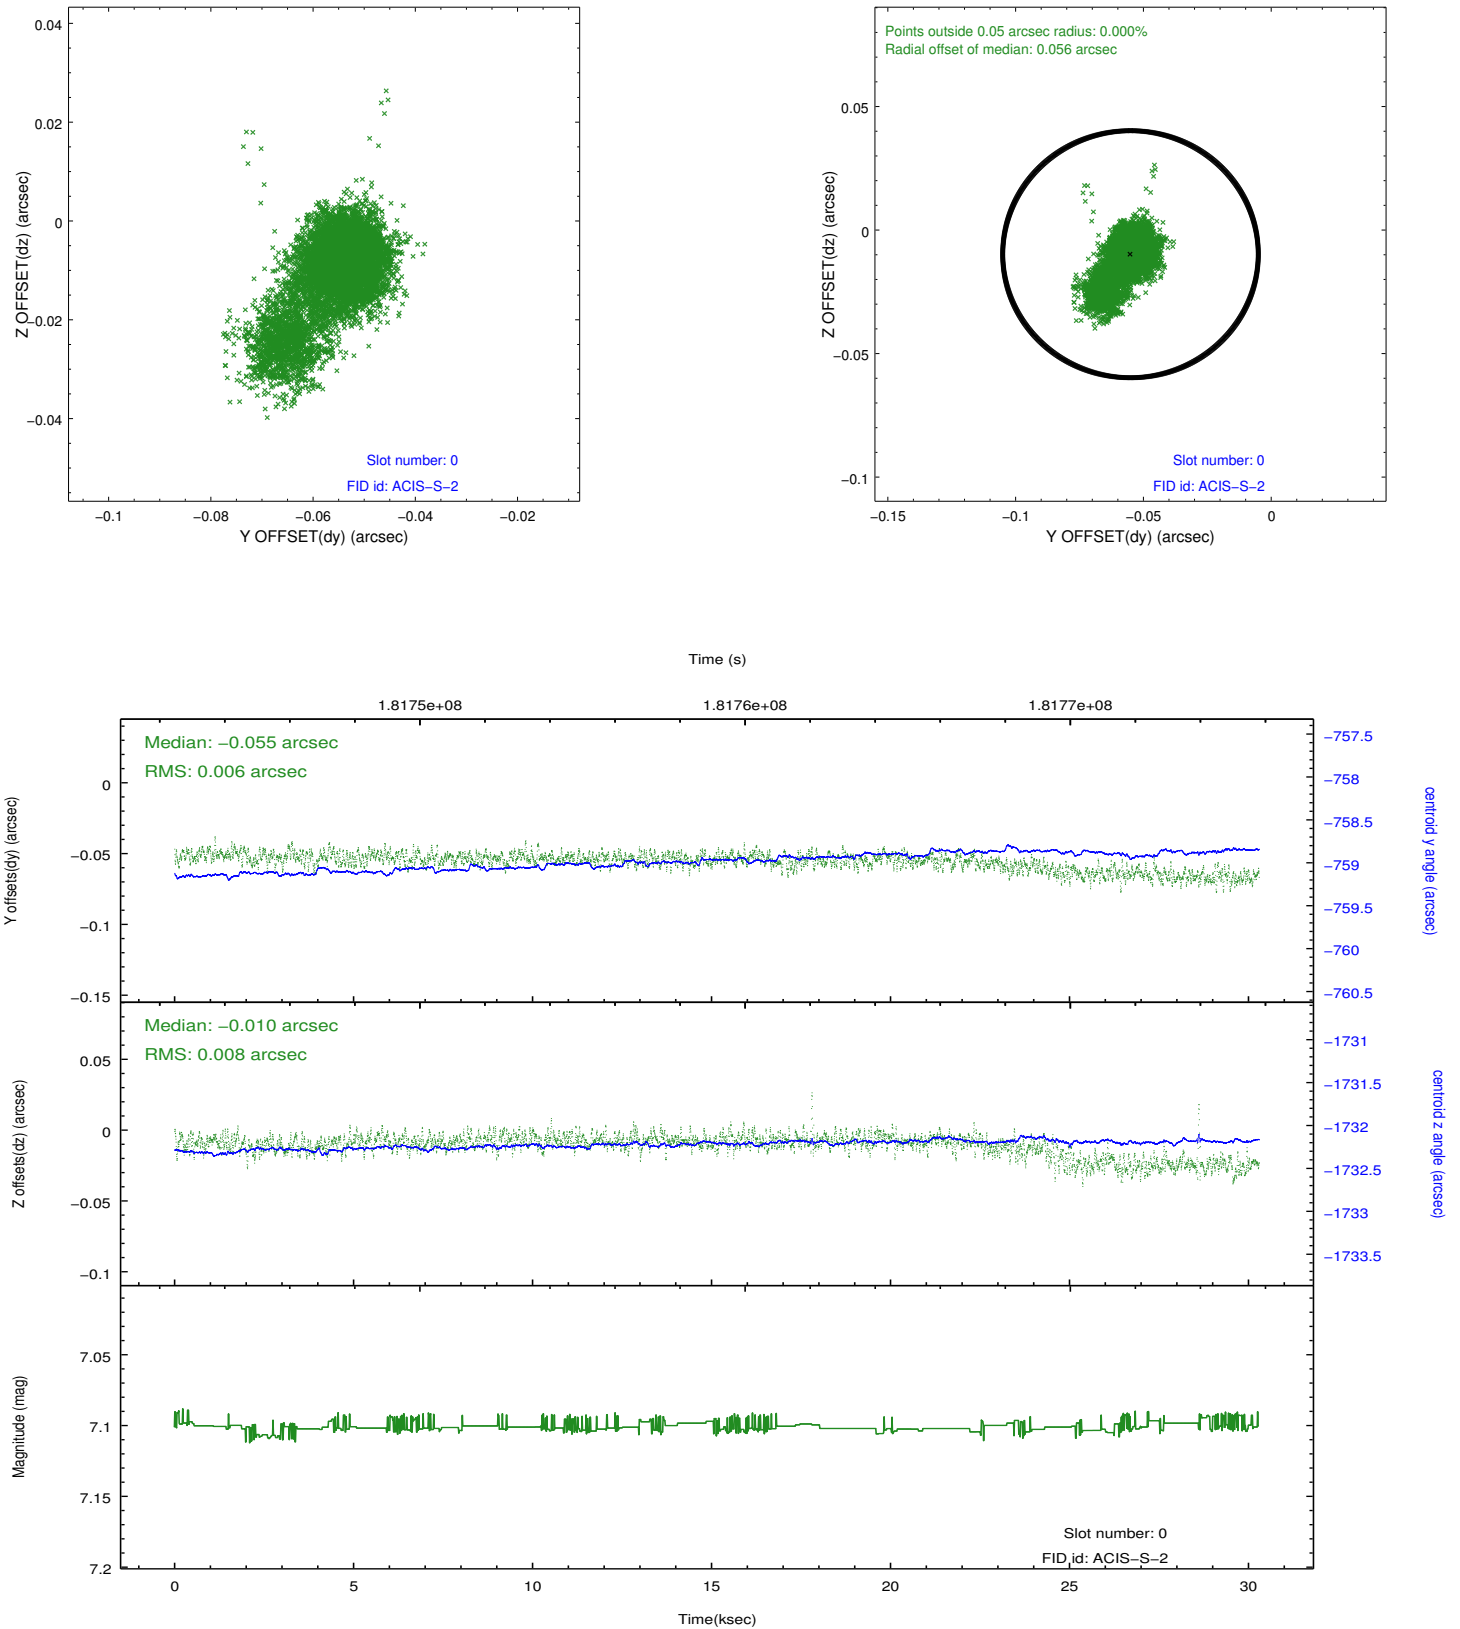 0.04
0.02
0
−0.02
−0.04
Z OFFSET(dz) (arcsec)
Slot number: 0
FID id: ACIS−S−2
−0.1
−0.08
−0.06
−0.04
−0.02
Y OFFSET(dy) (arcsec)
Points outside 0.05 arcsec radius: 0.000%
Radial offset of median: 0.056 arcsec
0.05
0
−0.05
−0.1
Z OFFSET(dz) (arcsec)
Slot number: 0
FID id: ACIS−S−2
−0.15
−0.1
−0.05
0
Y OFFSET(dy) (arcsec)
Time (s)
1.8175e+08
1.8176e+08
1.8177e+08
Median: −0.055 arcsec
RMS: 0.006 arcsec
0
−0.05
−0.1
−0.15
Y offsets(dy) (arcsec)
−757.5
−758
−758.5
−759
−759.5
−760
−760.5
centroid y angle (arcsec)
Median: −0.010 arcsec
RMS: 0.008 arcsec
0.05
0
−0.05
−0.1
Z offsets(dz) (arcsec)
−1731
−1731.5
−1732
−1732.5
−1733
−1733.5
centroid z angle (arcsec)
7.05
7.1
7.15
7.2
Magnitude (mag)
Slot number: 0
FID id: ACIS−S−2
0
5
10
15
20
25
30
Time(ksec)